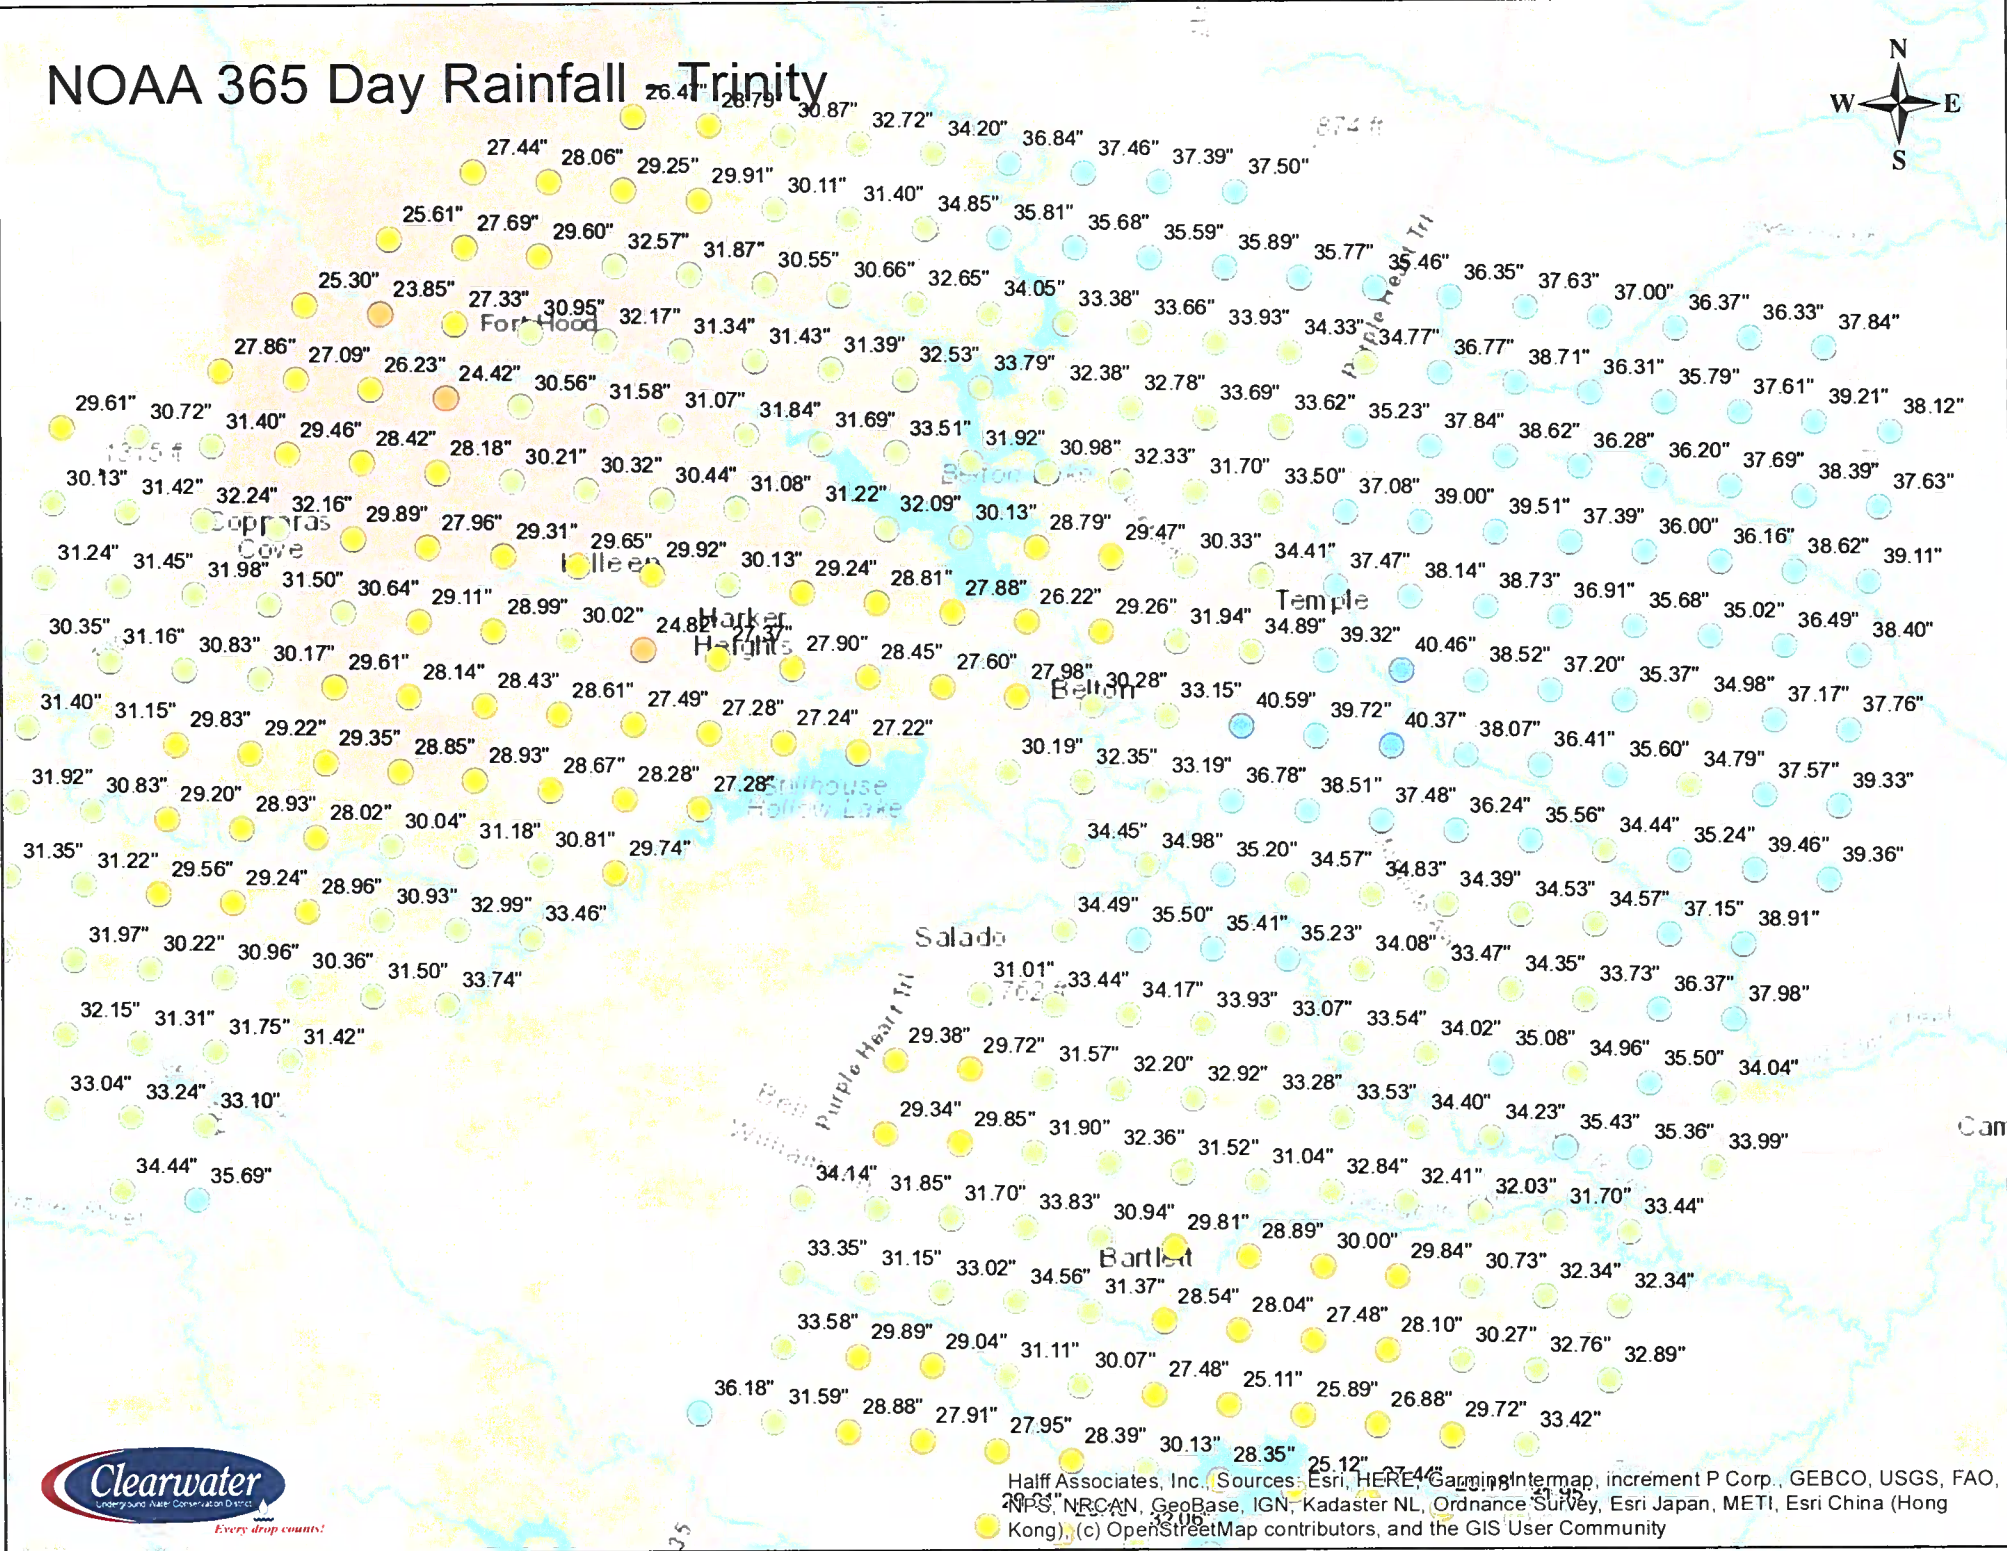 NOAA 365 Day Rainfall - Trinity
N
W E
S
26.47" 28.79" 30.87" 32.72" 34.20" 36.84" 37.46" 37.39" 37.50"
874 ft
27.44" 28.06" 29.25" 29.91" 30.11" 31.40" 34.85" 35.81" 35.68" 35.59" 35.89" 35.77" 35.46" 36.35" 37.63" 37.00" 36.37" 36.33" 37.84"
25.61" 27.69" 29.60" 32.57" 31.87" 30.55" 30.66" 32.65" 34.05" 33.38" 33.66" 33.93" 34.33" 34.77" 36.77" 38.71" 36.31" 35.79" 37.61" 39.21" 38.12"
Purple Heart Trl
25.30" 23.85" 27.33" 30.95" 32.17" 31.34" 31.43" 31.39" 32.53" 33.79" 32.38" 32.78" 33.69" 33.62" 35.23" 37.84" 38.62" 36.28" 36.20" 37.69" 38.39" 37.63"
Fort Hood
27.86" 27.09" 26.23" 24.42" 30.56" 31.58" 31.07" 31.84" 31.69" 33.51" 31.92" 30.98" 32.33" 31.70" 33.50" 37.08" 39.00" 39.51" 37.39" 36.00" 36.16" 38.62" 39.11"
29.61" 30.72" 31.40" 29.46" 28.42" 28.18" 30.21" 30.32" 30.44" 31.08" 31.22" 32.09" 30.13" 28.79" 29.47" 30.33" 34.41" 37.47" 38.14" 38.73" 36.91" 35.68" 35.02" 36.49" 38.40"
Belton Lake
30.13" 31.42" 32.24" 32.16" 29.89" 27.96" 29.31" 29.65" 29.92" 30.13" 29.24" 28.81" 27.88" 26.22" 29.26" 31.94" 34.89" 39.32" 40.46" 38.52" 37.20" 35.37" 34.98" 37.17" 37.76"
Copperas
Cove
Killeen
Temple
31.24" 31.45" 31.98" 31.50" 30.64" 29.11" 28.99" 30.02" 24.82" 27.37" 27.90" 28.45" 27.60" 27.98" 30.28" 33.15" 40.59" 39.72" 40.37" 38.07" 36.41" 35.60" 34.79" 37.57" 39.33"
Harker
Heights
Belton
30.35" 31.16" 30.83" 30.17" 29.61" 28.14" 28.43" 28.61" 27.49" 27.28" 27.24" 27.22"
30.19" 32.35" 33.19" 36.78" 38.51" 37.48" 36.24" 35.56" 34.44" 35.24" 39.46" 39.36"
31.40" 31.15" 29.83" 29.22" 29.35" 28.85" 28.93" 28.67" 28.28" 27.28"
Stillhouse
Hollow Lake
34.45" 34.98" 35.20" 34.57" 34.83" 34.39" 34.53" 34.57" 37.15" 38.91"
31.92" 30.83" 29.20" 28.93" 28.02" 30.04" 31.18" 30.81" 29.74"
34.49" 35.50" 35.41" 35.23" 34.08" 33.47" 34.35" 33.73" 36.37" 37.98"
31.35" 31.22" 29.56" 29.24" 28.96" 30.93" 32.99" 33.46"
Salado
31.01" 33.44" 34.17" 33.93" 33.07" 33.54" 34.02" 35.08" 34.96" 35.50" 34.04"
762 ft
31.97" 30.22" 30.96" 30.36" 31.50" 33.74"
Purple Heart Trl
29.38" 29.72" 31.57" 32.20" 32.92" 33.28" 33.53" 34.40" 34.23" 35.43" 35.36" 33.99"
32.15" 31.31" 31.75" 31.42"
Bell
29.34" 29.85" 31.90" 32.36" 31.52" 31.04" 32.84" 32.41" 32.03" 31.70" 33.44"
33.04" 33.24" 33.10"
Cam
34.14" 31.85" 31.70" 33.83" 30.94" 29.81" 28.89" 30.00" 29.84" 30.73" 32.34" 32.34"
34.44" 35.69"
Bartlett
33.35" 31.15" 33.02" 34.56" 31.37" 28.54" 28.04" 27.48" 28.10" 30.27" 32.76" 32.89"
33.58" 29.89" 29.04" 31.11" 30.07" 27.48" 25.11" 25.89" 26.88" 29.72" 33.42"
36.18" 31.59" 28.88" 27.91" 27.95" 28.39" 30.13" 28.35" 25.12" 27.44"
35
Clearwater
Underground Water Conservation District
Every drop counts!
Halff Associates, Inc., Sources: Esri, HERE, Garmin, Intermap, increment P Corp., GEBCO, USGS, FAO,
NPS, NRCAN, GeoBase, IGN, Kadaster NL, Ordnance Survey, Esri Japan, METI, Esri China (Hong
Kong), (c) OpenStreetMap contributors, and the GIS User Community
32.06"